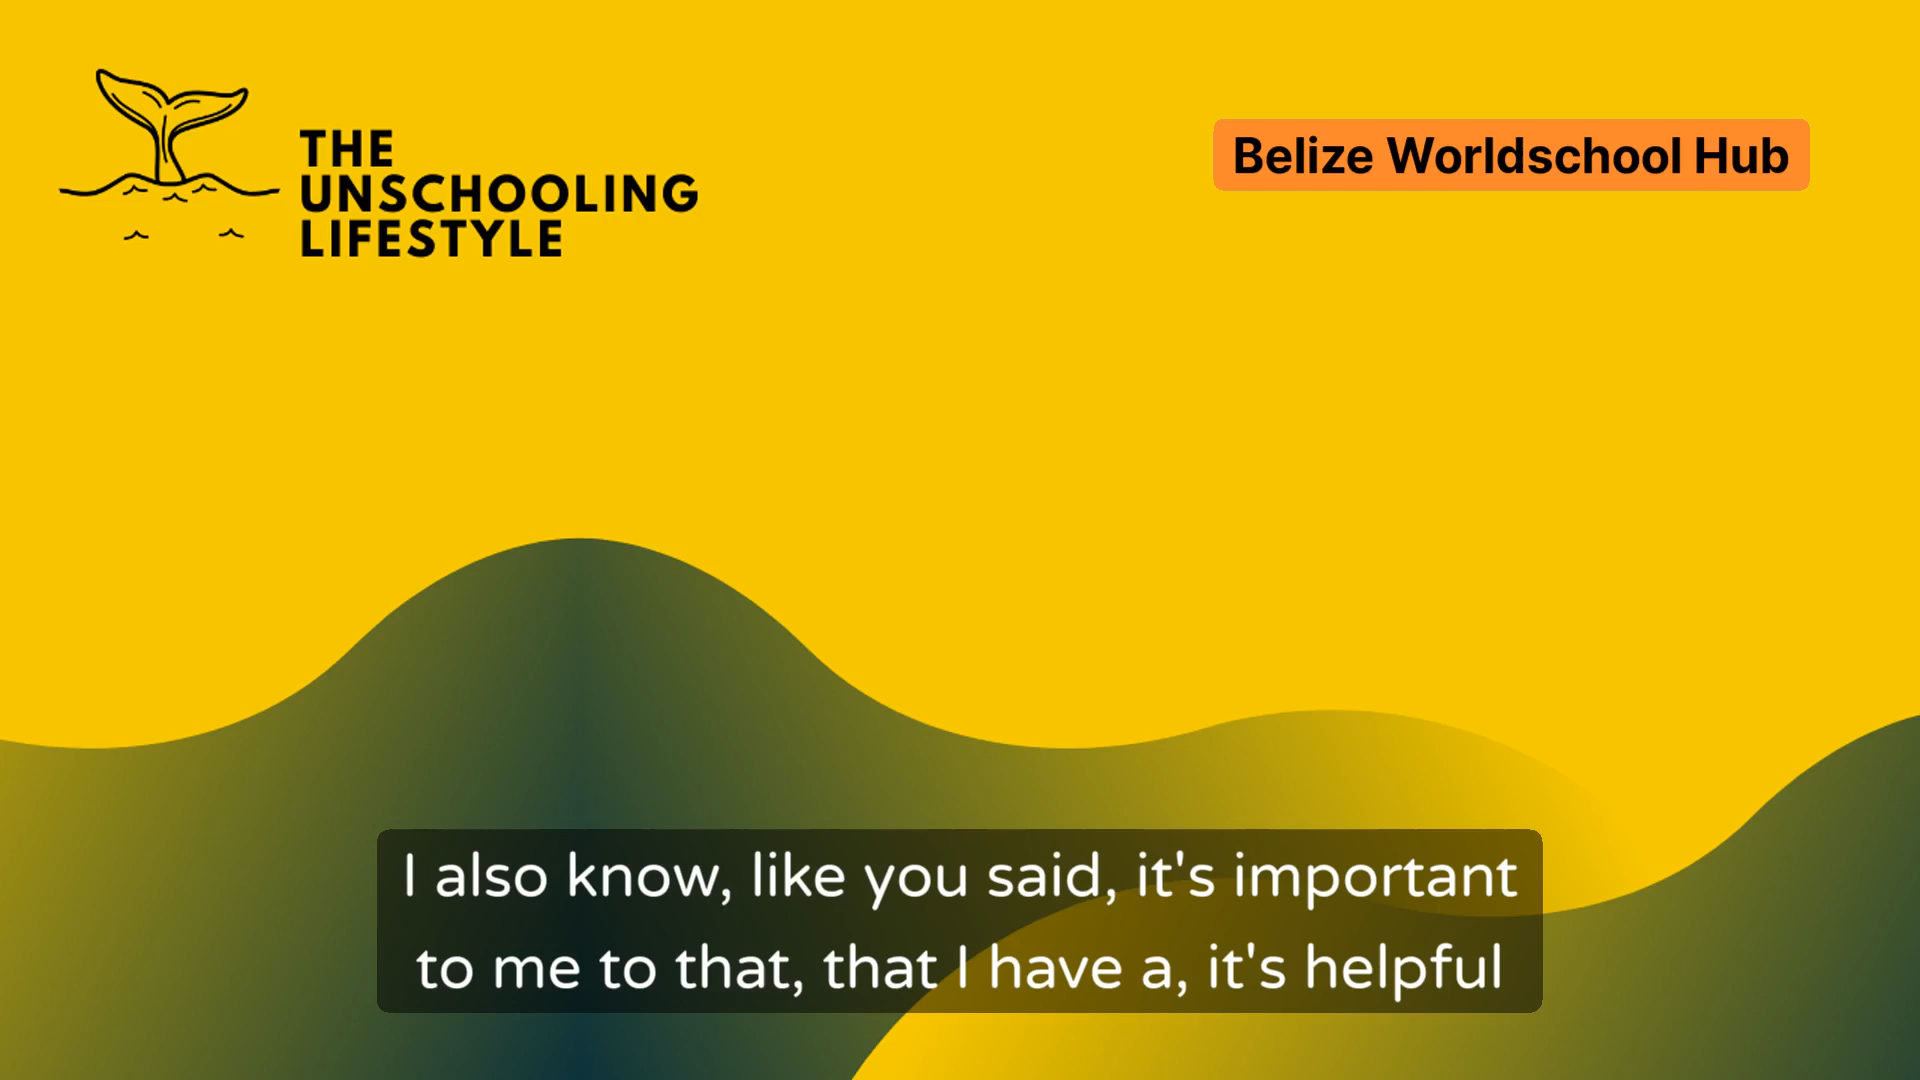 THE
UNSCHOOLING
LIFESTYLE
Belize Worldschool Hub
I also know, like you said, it's important
to me to that, that I have a, it's helpful